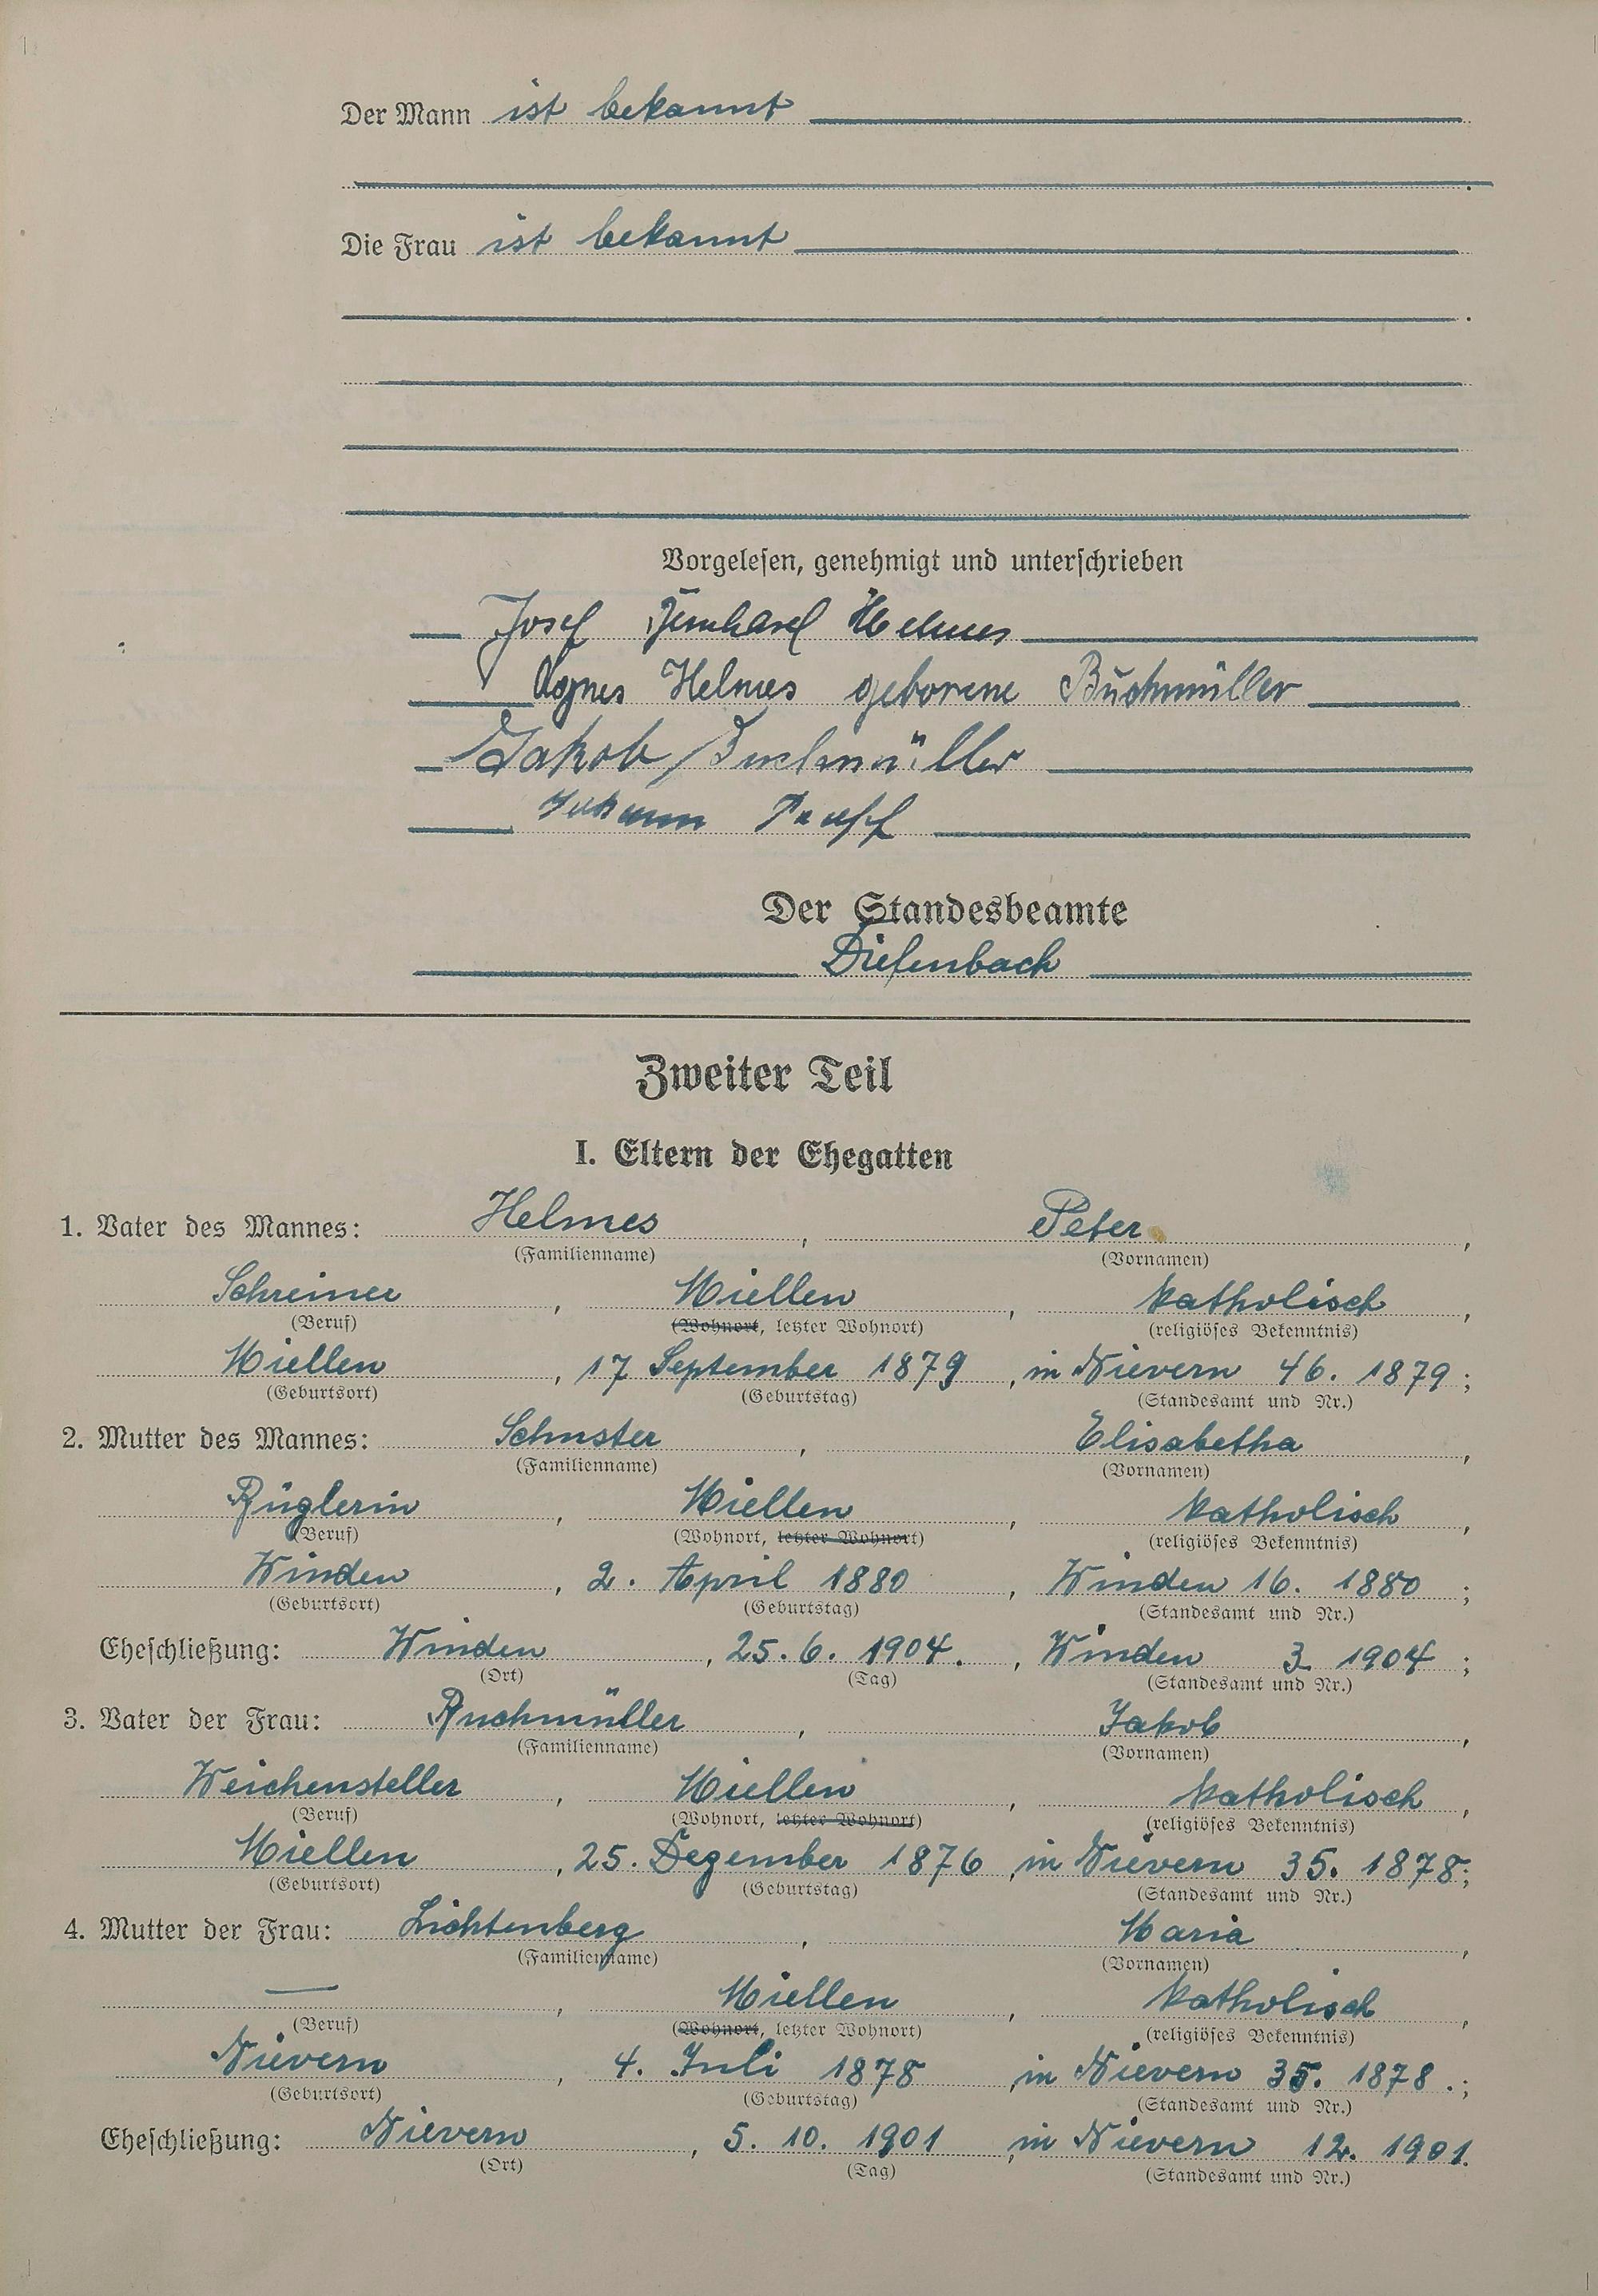 Der Mann ist bekannt
Die Frau ist bekannt
Vorgelesen, genehmigt und unterschrieben
Josef Helmes
Agnes Helmes geborene Buchmüller
Jakob Buchmüller
Johann
Der Standesbeamte
Diefenbach
Zweiter Teil
I. Eltern der Ehegatten
1. Vater des Mannes: Helmes, Peter,
(Familienname) (Vornamen)
Schreiner, Miellen, katholisch,
(Beruf) (Wohnort, letzter Wohnort) (religiöses Bekenntnis)
Miellen, 17 September 1879, in Nievern 46. 1879;
(Geburtsort) (Geburtstag) (Standesamt und Nr.)
2. Mutter des Mannes: Schuster, Elisabetha,
(Familienname) (Vornamen)
Büglerin, Miellen, katholisch,
(Beruf) (Wohnort, letzter Wohnort) (religiöses Bekenntnis)
Winden, 2. April 1880, Winden 16. 1880;
(Geburtsort) (Geburtstag) (Standesamt und Nr.)
Eheschließung: Winden, 25. 6. 1904., Winden 3. 1904;
(Ort) (Tag) (Standesamt und Nr.)
3. Vater der Frau: Buchmüller, Jakob,
(Familienname) (Vornamen)
Weichensteller, Miellen, katholisch,
(Beruf) (Wohnort, letzter Wohnort) (religiöses Bekenntnis)
Miellen, 25. Dezember 1876, in Nievern 35. 1878;
(Geburtsort) (Geburtstag) (Standesamt und Nr.)
4. Mutter der Frau: Lichtenberg, Maria,
(Familienname) (Vornamen)
—, Miellen, katholisch,
(Beruf) (Wohnort, letzter Wohnort) (religiöses Bekenntnis)
Nievern, 4. Juli 1878, in Nievern 35. 1878.;
(Geburtsort) (Geburtstag) (Standesamt und Nr.)
Eheschließung: Nievern, 5. 10. 1901, in Nievern 12. 1901.
(Ort) (Tag) (Standesamt und Nr.)